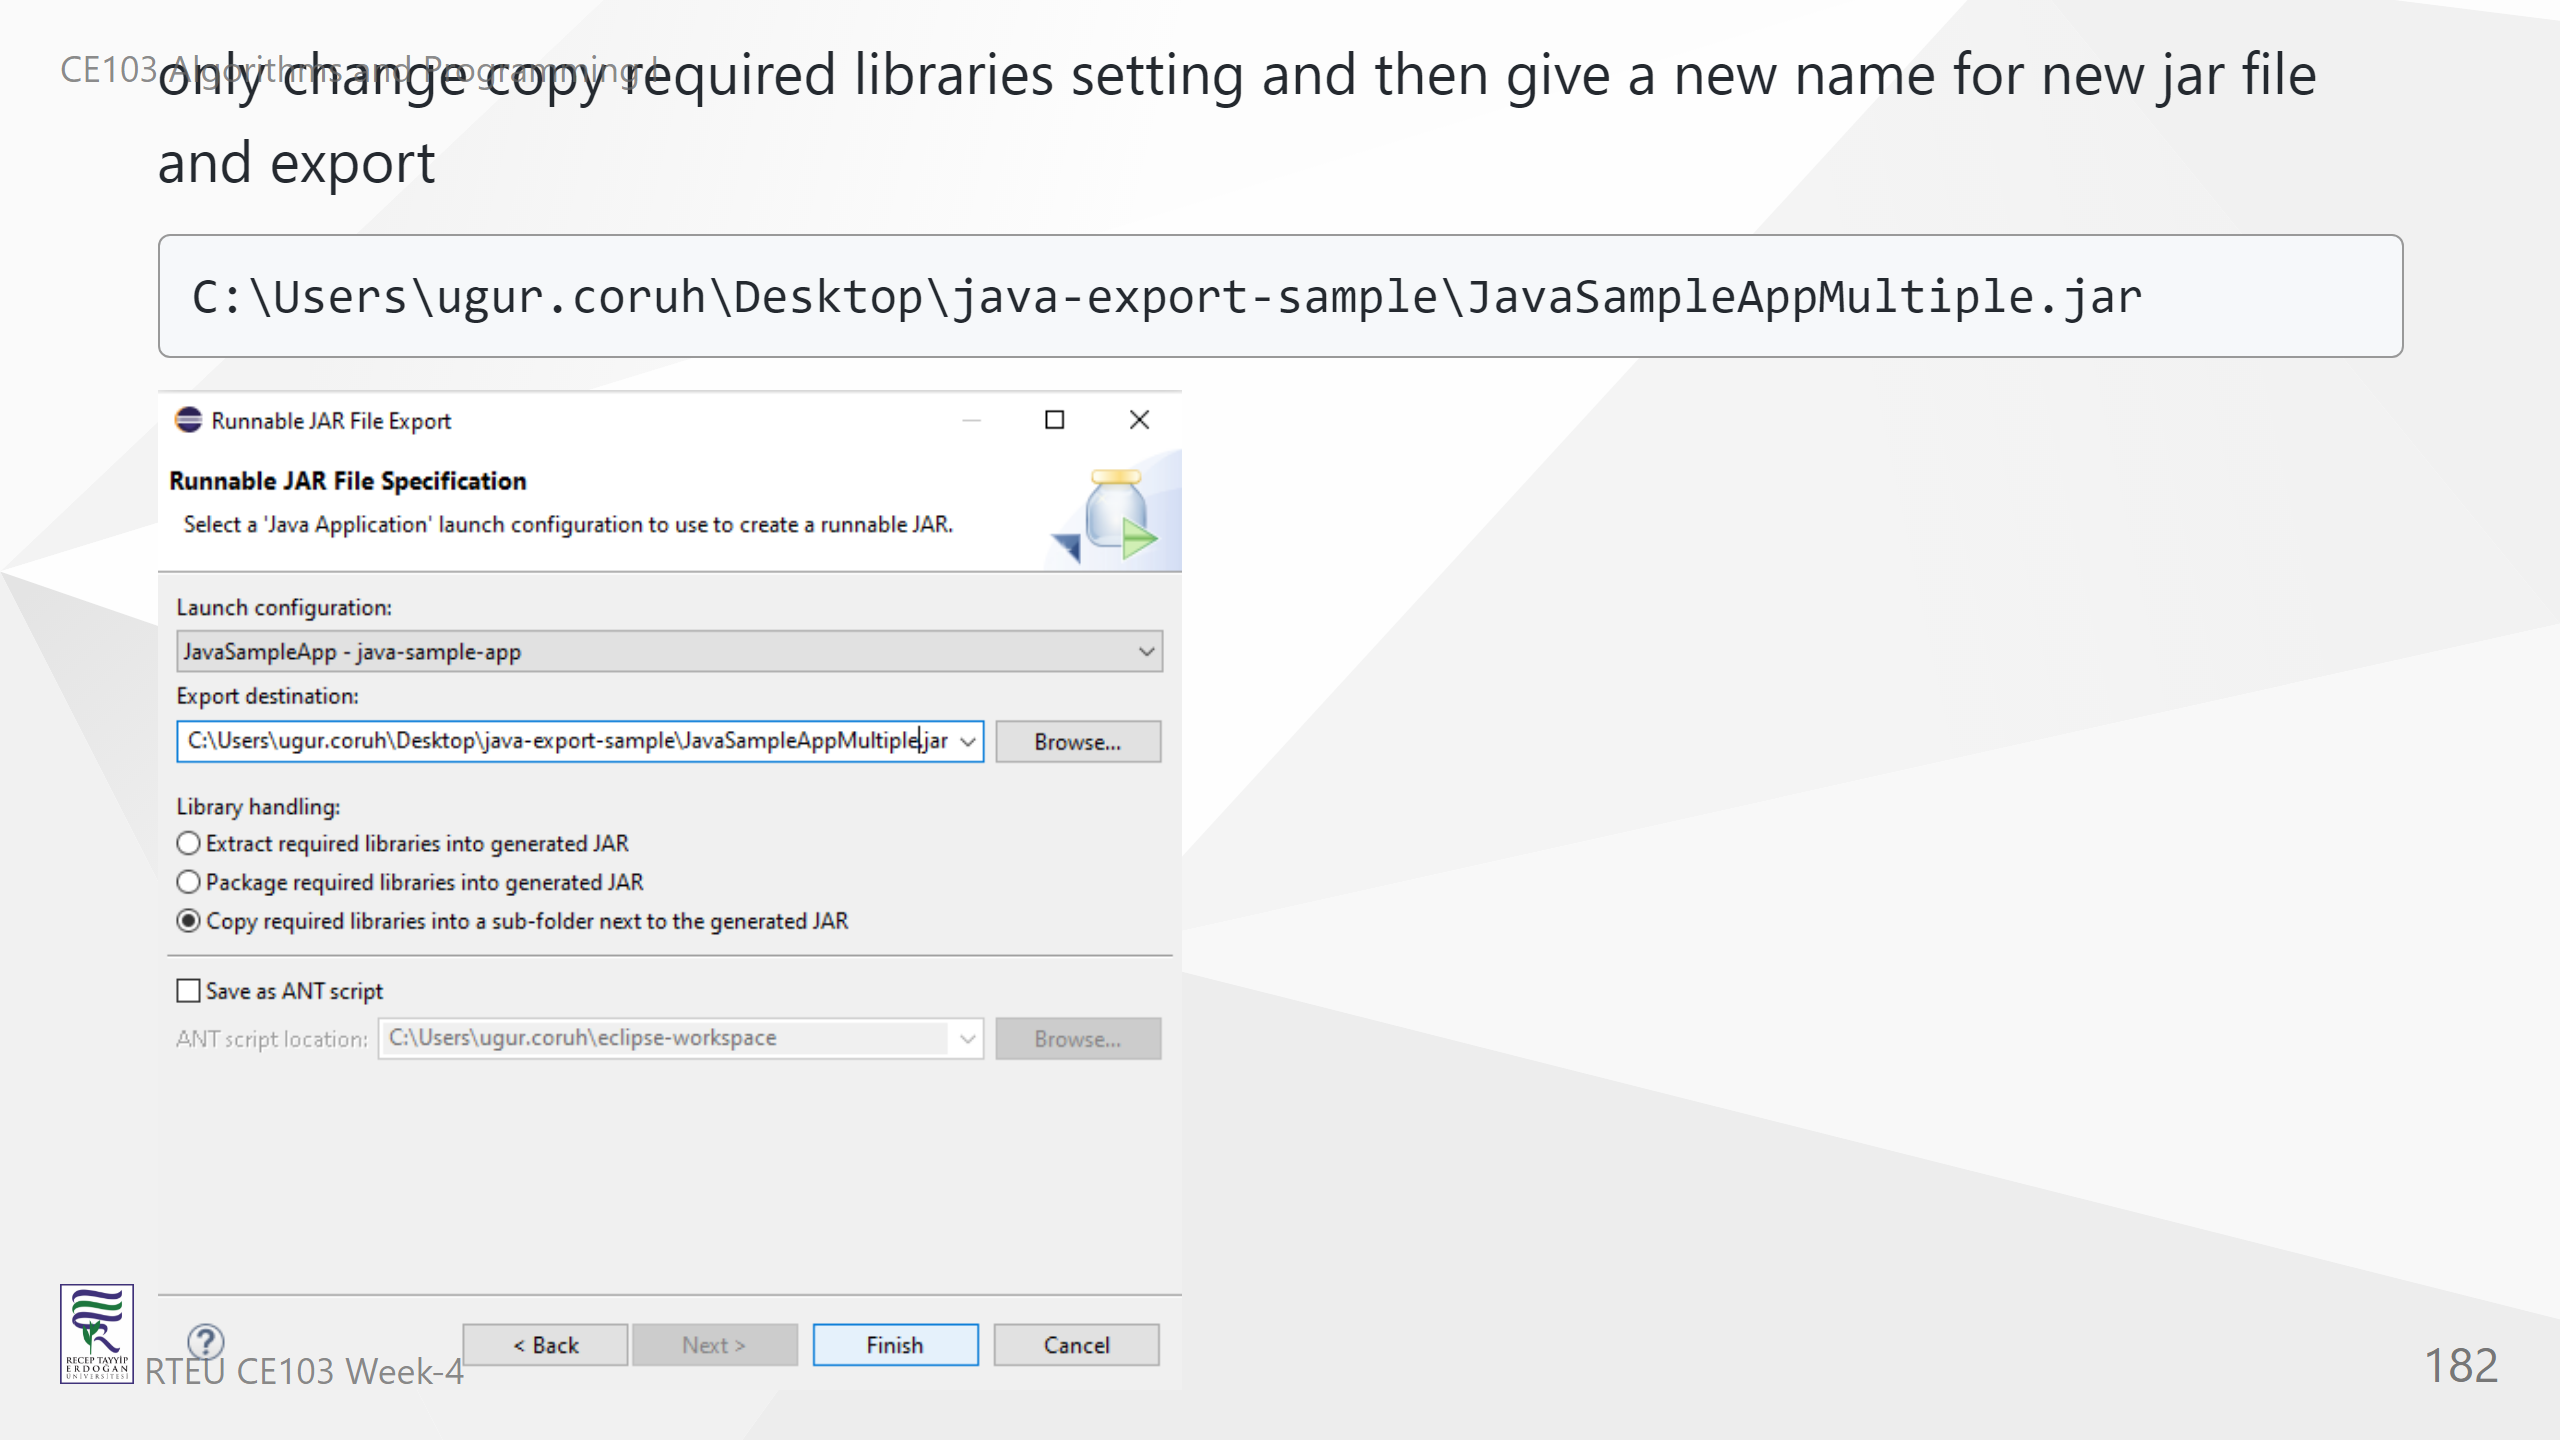 CE103 Algorithms and Programming I
only change copy required libraries setting and then give a new name for new jar file
and export
C:\Users\ugur.coruh\Desktop\java-export-sample\JavaSampleAppMultiple.jar
Runnable JAR File Export
Runnable JAR File Specification
Select a 'Java Application' launch configuration to use to create a runnable JAR.
Launch configuration:
JavaSampleApp - java-sample-app
Export destination:
C:\Users\ugur.coruh\Desktop\java-export-sample\JavaSampleAppMultiple.jar
Browse...
Library handling:
Extract required libraries into generated JAR
Package required libraries into generated JAR
Copy required libraries into a sub-folder next to the generated JAR
Save as ANT script
ANT script location: C:\Users\ugur.coruh\eclipse-workspace Browse...
? < Back Next > Finish Cancel
RECEP TAYYİP
ERDOĞAN
ÜNİVERSİTESİ
RTEU CE103 Week-4
182